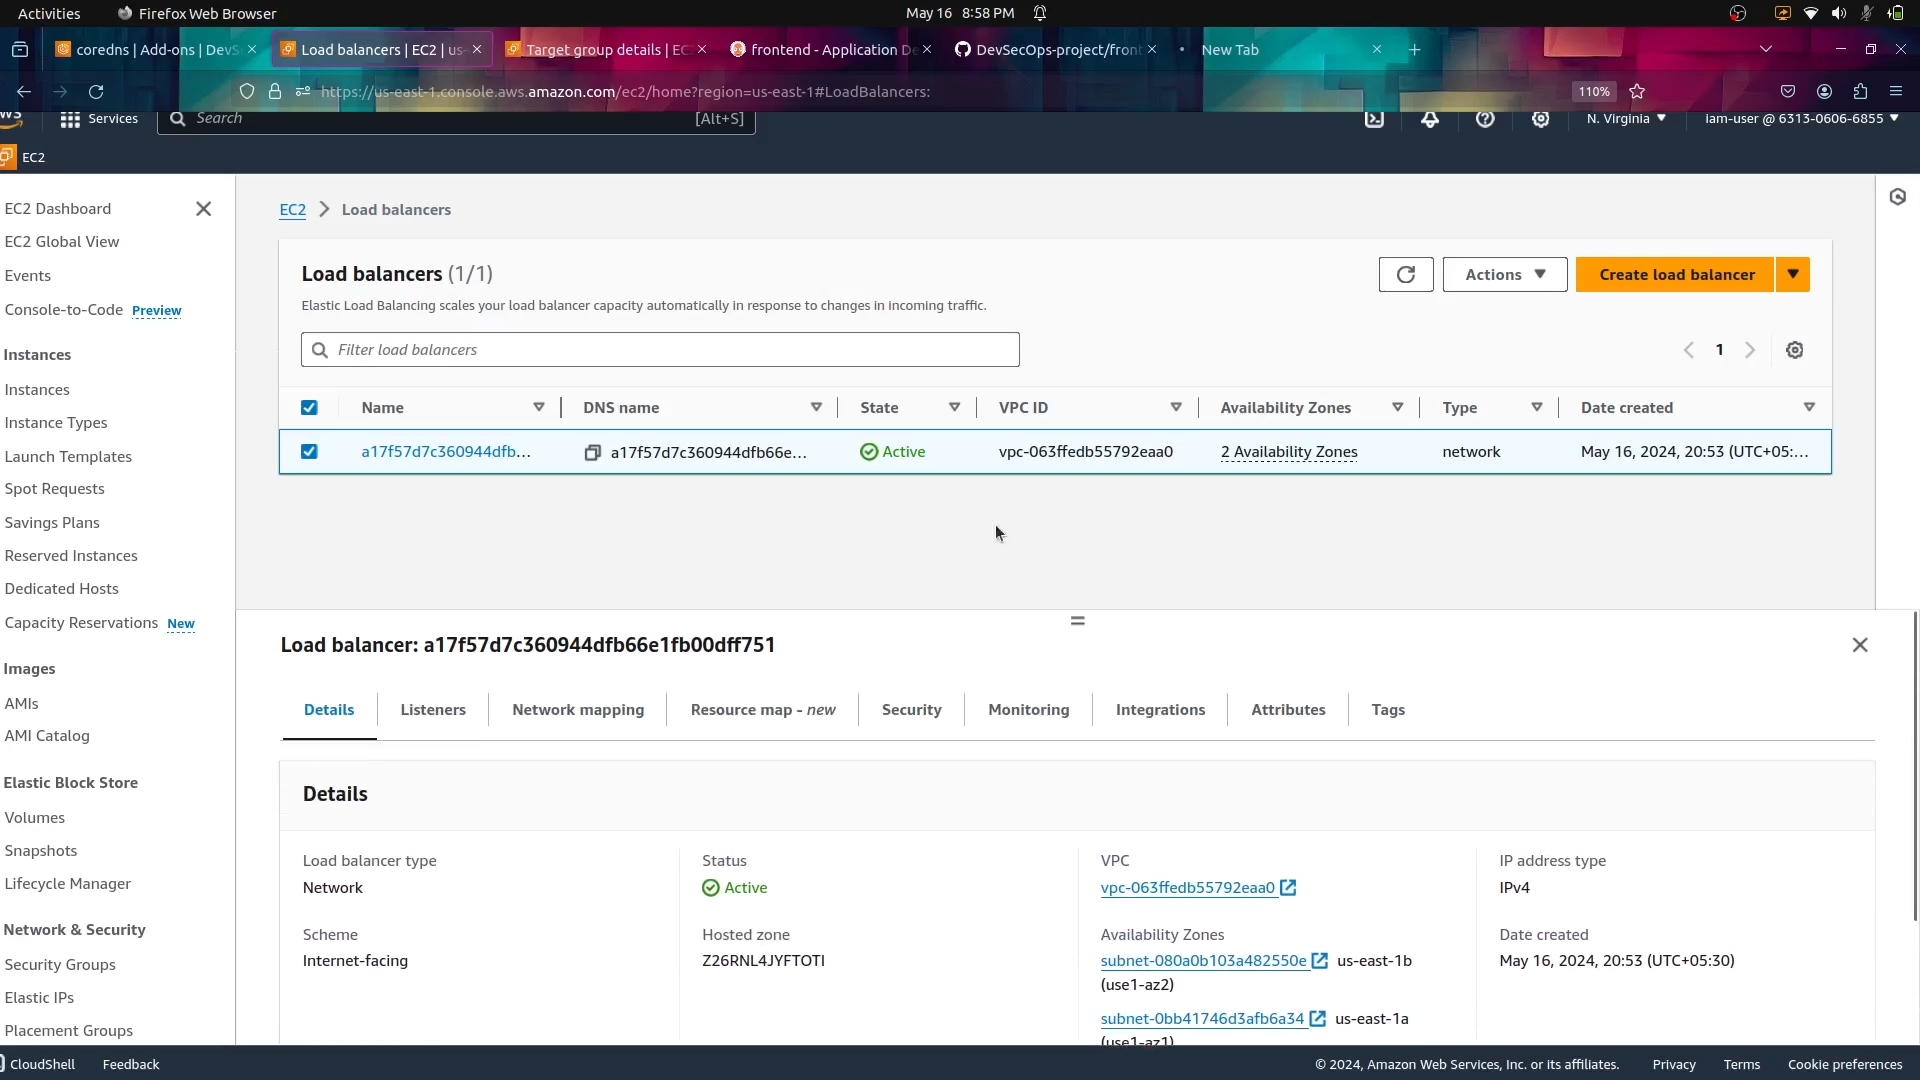 Activities
Firefox Web Browser
May 16 8:58 PM
coredns | Add-ons | DevS
Load balancers | EC2 | us-
Target group details | EC
frontend - Application De
DevSecOps-project/front
New Tab
https://us-east-1.console.aws.amazon.com/ec2/home?region=us-east-1#LoadBalancers:
110%
Services
Search
[Alt+S]
N. Virginia
iam-user @ 6313-0606-6855
EC2
EC2 Dashboard
EC2 Global View
Events
Console-to-Code Preview
Instances
Instances
Instance Types
Launch Templates
Spot Requests
Savings Plans
Reserved Instances
Dedicated Hosts
Capacity Reservations New
Images
AMIs
AMI Catalog
Elastic Block Store
Volumes
Snapshots
Lifecycle Manager
Network & Security
Security Groups
Elastic IPs
Placement Groups
EC2 > Load balancers
Load balancers (1/1)
Elastic Load Balancing scales your load balancer capacity automatically in response to changes in incoming traffic.
Actions
Create load balancer
Filter load balancers
1
Name DNS name State VPC ID Availability Zones Type Date created
a17f57d7c360944dfb... a17f57d7c360944dfb66e... Active vpc-063ffedb55792eaa0 2 Availability Zones network May 16, 2024, 20:53 (UTC+05:...
Load balancer: a17f57d7c360944dfb66e1fb00dff751
Details Listeners Network mapping Resource map - new Security Monitoring Integrations Attributes Tags
Details
Load balancer type
Network
Status
Active
VPC
vpc-063ffedb55792eaa0
IP address type
IPv4
Scheme
Internet-facing
Hosted zone
Z26RNL4JYFTOTI
Availability Zones
subnet-080a0b103a482550e us-east-1b
(use1-az2)
subnet-0bb41746d3afb6a34 us-east-1a
(use1-az1)
Date created
May 16, 2024, 20:53 (UTC+05:30)
CloudShell
Feedback
© 2024, Amazon Web Services, Inc. or its affiliates.
Privacy
Terms
Cookie preferences